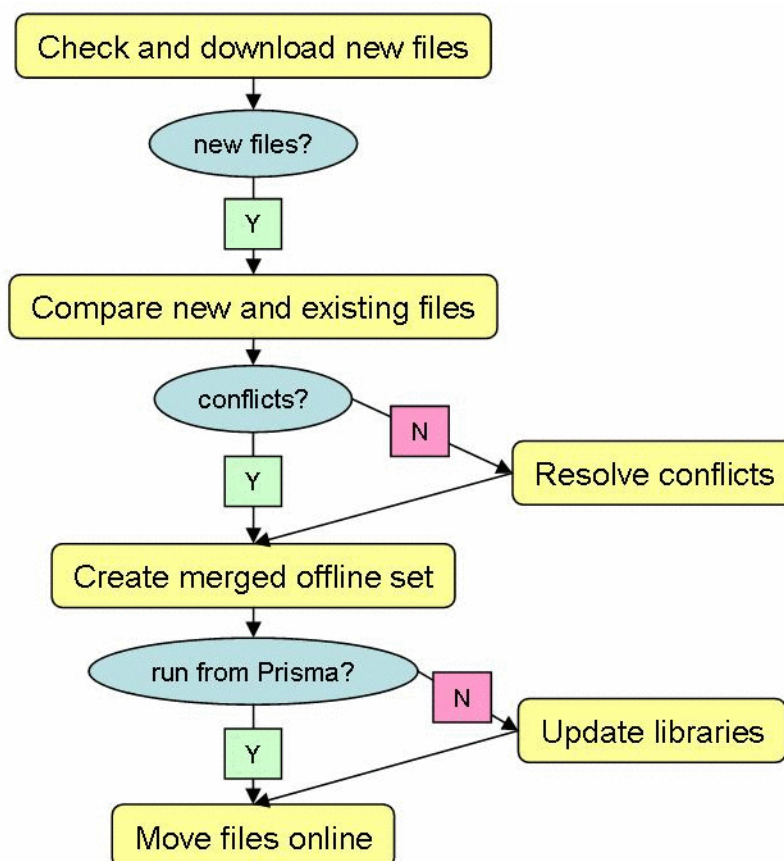 Check and download new files
new files?
Y
Compare new and existing files
conflicts?
N
Y
Resolve conflicts
Create merged offline set
run from Prisma?
N
Y
Update libraries
Move files online